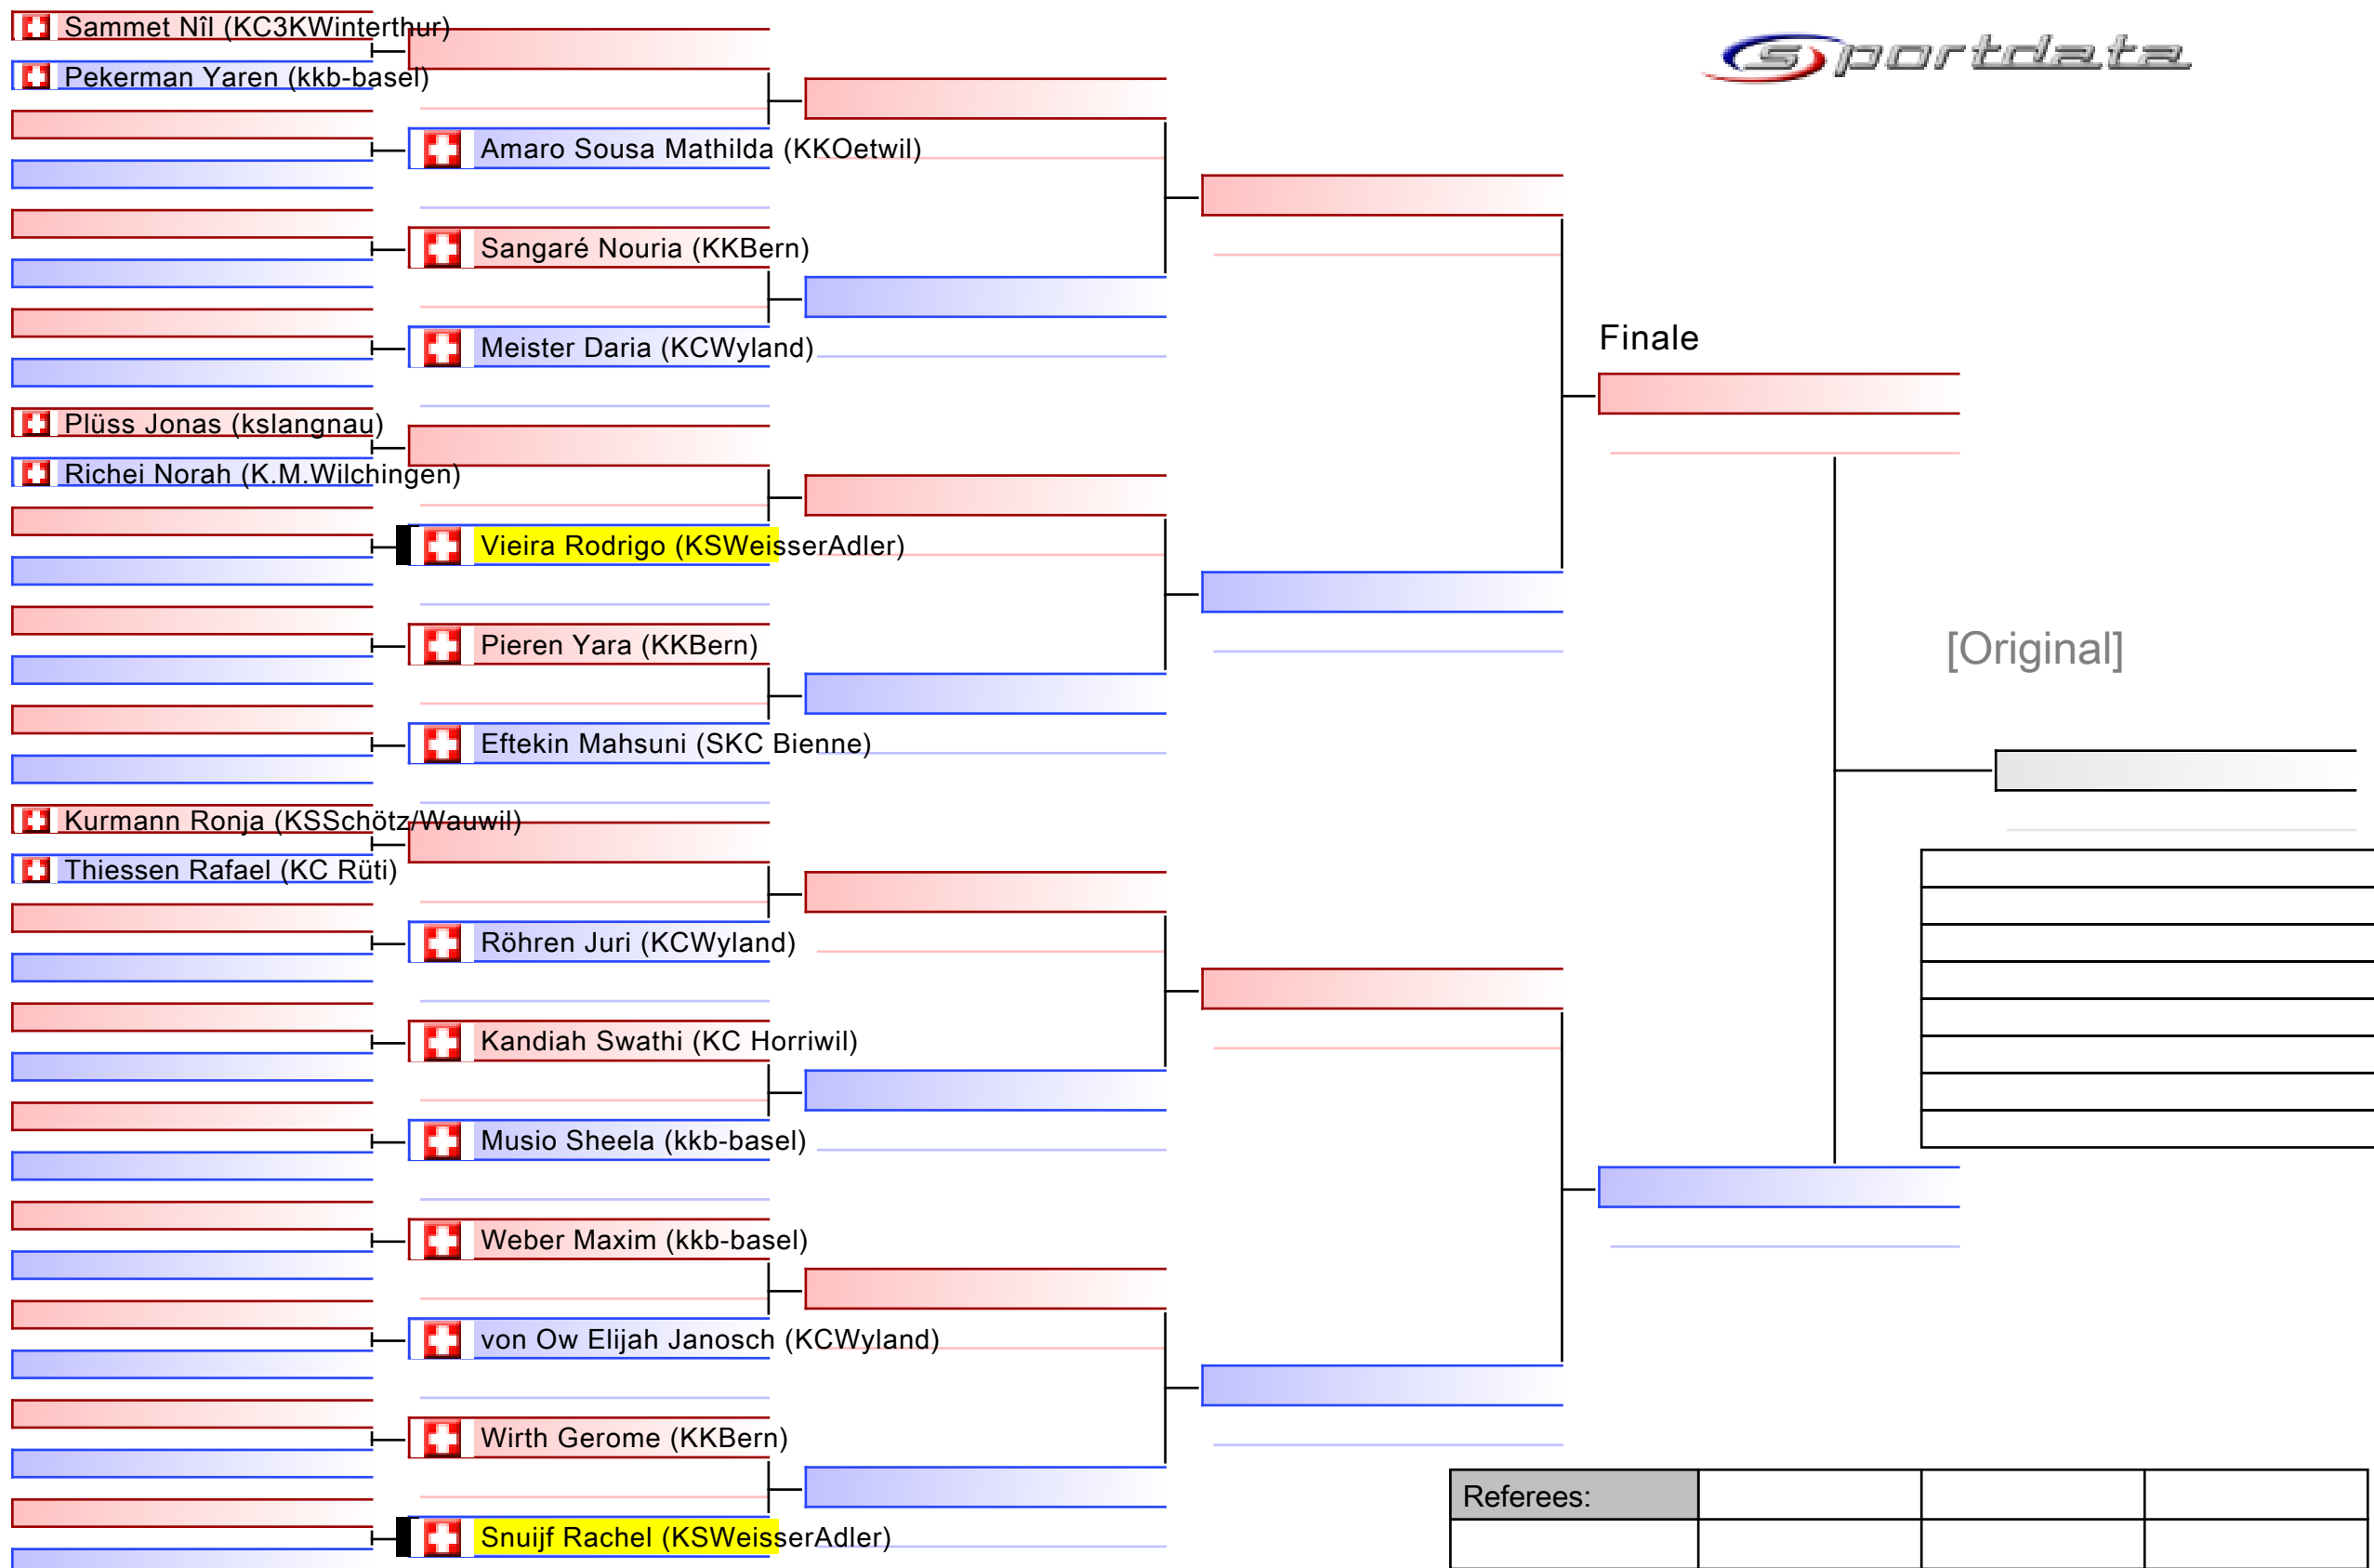 Sammet Nîl (KC3KWinterthur)
sportdata
Pekerman Yaren (kkb-basel)
Amaro Sousa Mathilda (KKOetwil)
Sangaré Nouria (KKBern)
Meister Daria (KCWyland)
Finale
Plüss Jonas (kslangnau)
Richei Norah (K.M.Wilchingen)
Vieira Rodrigo (KSWeisserAdler)
Pieren Yara (KKBern)
[Original]
Eftekin Mahsuni (SKC Bienne)
Kurmann Ronja (KSSchötz/Wauwil)
Thiessen Rafael (KC Rüti)
Röhren Juri (KCWyland)
Kandiah Swathi (KC Horriwil)
Musio Sheela (kkb-basel)
Weber Maxim (kkb-basel)
von Ow Elijah Janosch (KCWyland)
Wirth Gerome (KKBern)
Referees:
Snuijf Rachel (KSWeisserAdler)